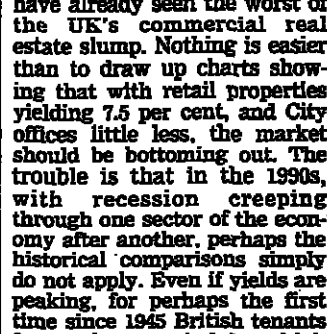 have already seen the worst of
the UK's commercial real
estate slump. Nothing is easier
than to draw up charts show-
ing that with retail properties
yielding 7.5 per cent, and City
offices little less, the market
should be bottoming out. The
trouble is that in the 1990s,
with recession creeping
through one sector of the econ-
omy after another, perhaps the
historical comparisons simply
do not apply. Even if yields are
peaking, for perhaps the first
time since 1945 British tenants